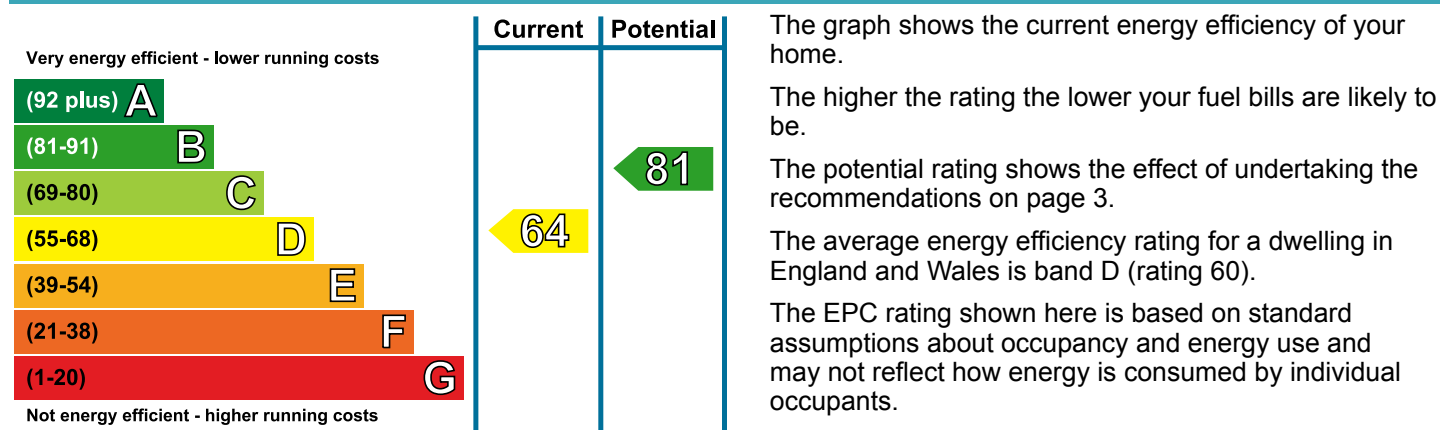 Current Potential
Very energy efficient - lower running costs
(92 plus) A
(81-91) B
(69-80) C
(55-68) D
(39-54) E
(21-38) F
(1-20) G
Not energy efficient - higher running costs
64
81
The graph shows the current energy efficiency of your
home.
The higher the rating the lower your fuel bills are likely to
be.
The potential rating shows the effect of undertaking the
recommendations on page 3.
The average energy efficiency rating for a dwelling in
England and Wales is band D (rating 60).
The EPC rating shown here is based on standard
assumptions about occupancy and energy use and
may not reflect how energy is consumed by individual
occupants.